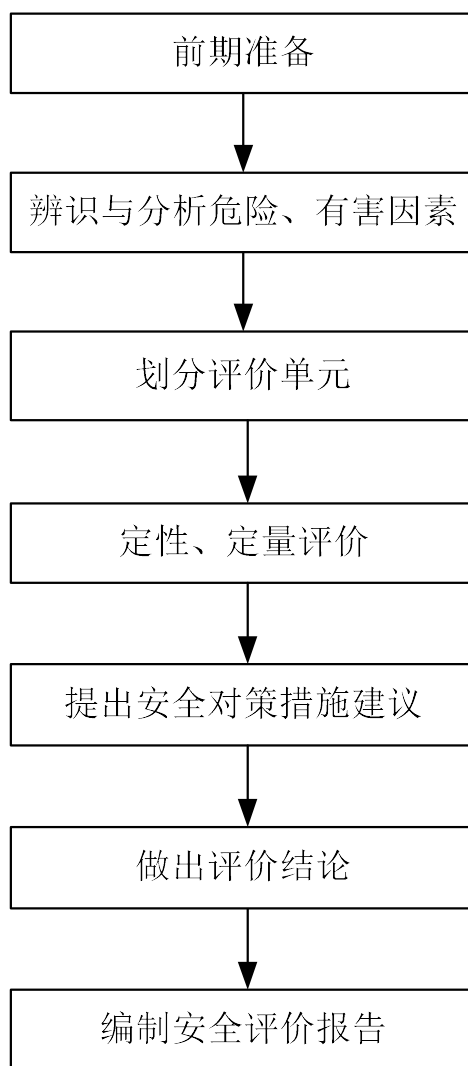 前期准备
辨识与分析危险、有害因素
划分评价单元
定性、定量评价
提出安全对策措施建议
做出评价结论
编制安全评价报告